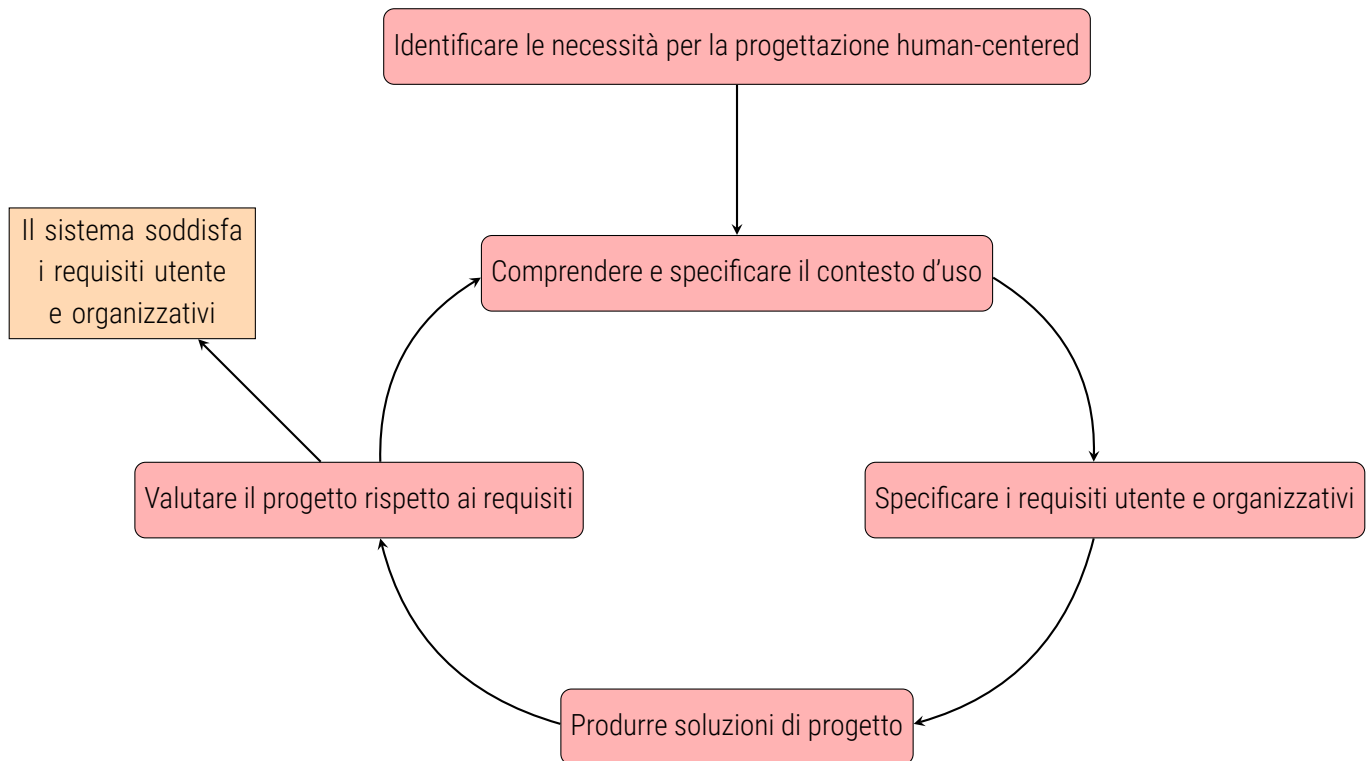 Identificare le necessità per la progettazione human-centered
Il sistema soddisfa
i requisiti utente
e organizzativi
Comprendere e specificare il contesto d'uso
Valutare il progetto rispetto ai requisiti
Specificare i requisiti utente e organizzativi
Produrre soluzioni di progetto